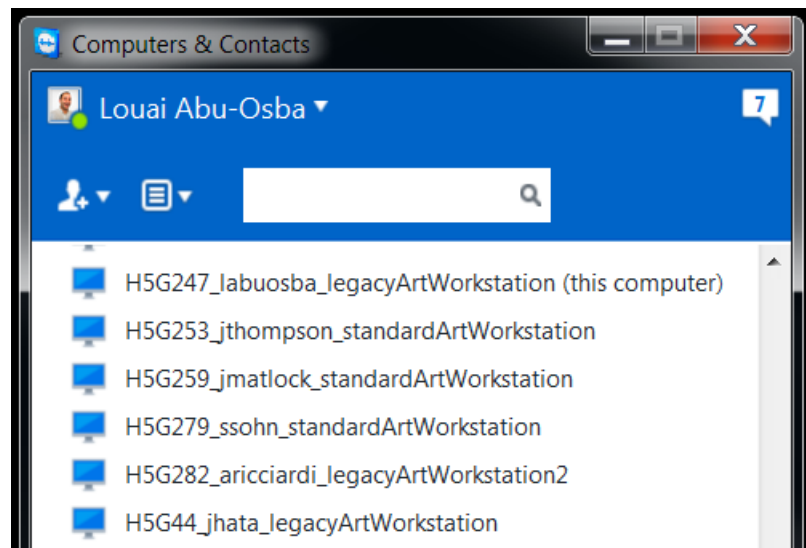 Computers & Contacts
Louai Abu-Osba
7
H5G247_labuosba_legacyArtWorkstation (this computer)
H5G253_jthompson_standardArtWorkstation
H5G259_jmatlock_standardArtWorkstation
H5G279_ssohn_standardArtWorkstation
H5G282_aricciardi_legacyArtWorkstation2
H5G44_jhata_legacyArtWorkstation